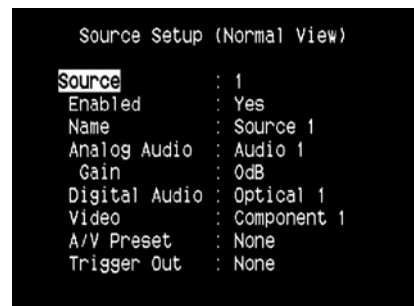 Source Setup (Normal View)
Source : 1
Enabled : Yes
Name : Source 1
Analog Audio : Audio 1
Gain : 0dB
Digital Audio : Optical 1
Video : Component 1
A/V Preset : None
Trigger Out : None